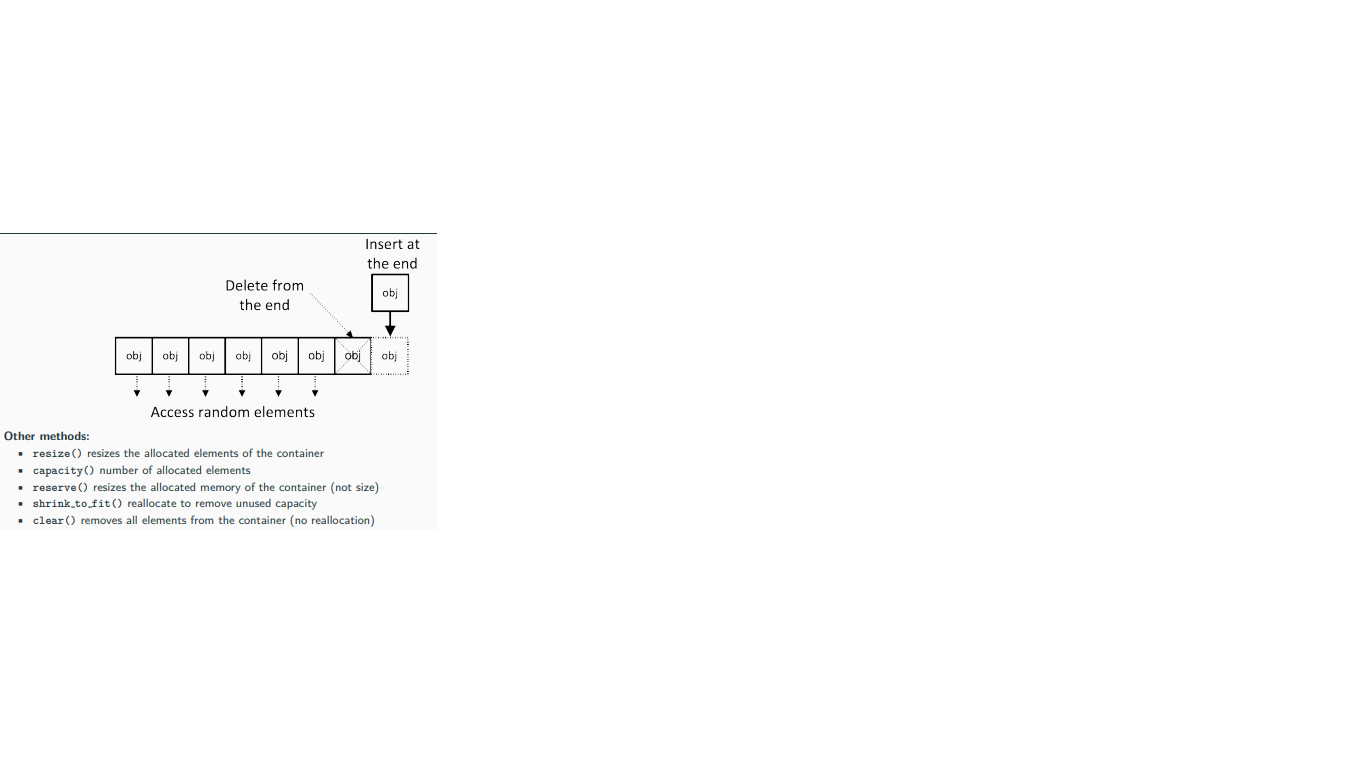 Insert at
the end
obj
Delete from
the end
obj obj obj obj obj obj obj obj
Access random elements
Other methods:
▪ resize() resizes the allocated elements of the container
▪ capacity() number of allocated elements
▪ reserve() resizes the allocated memory of the container (not size)
▪ shrink_to_fit() reallocate to remove unused capacity
▪ clear() removes all elements from the container (no reallocation)